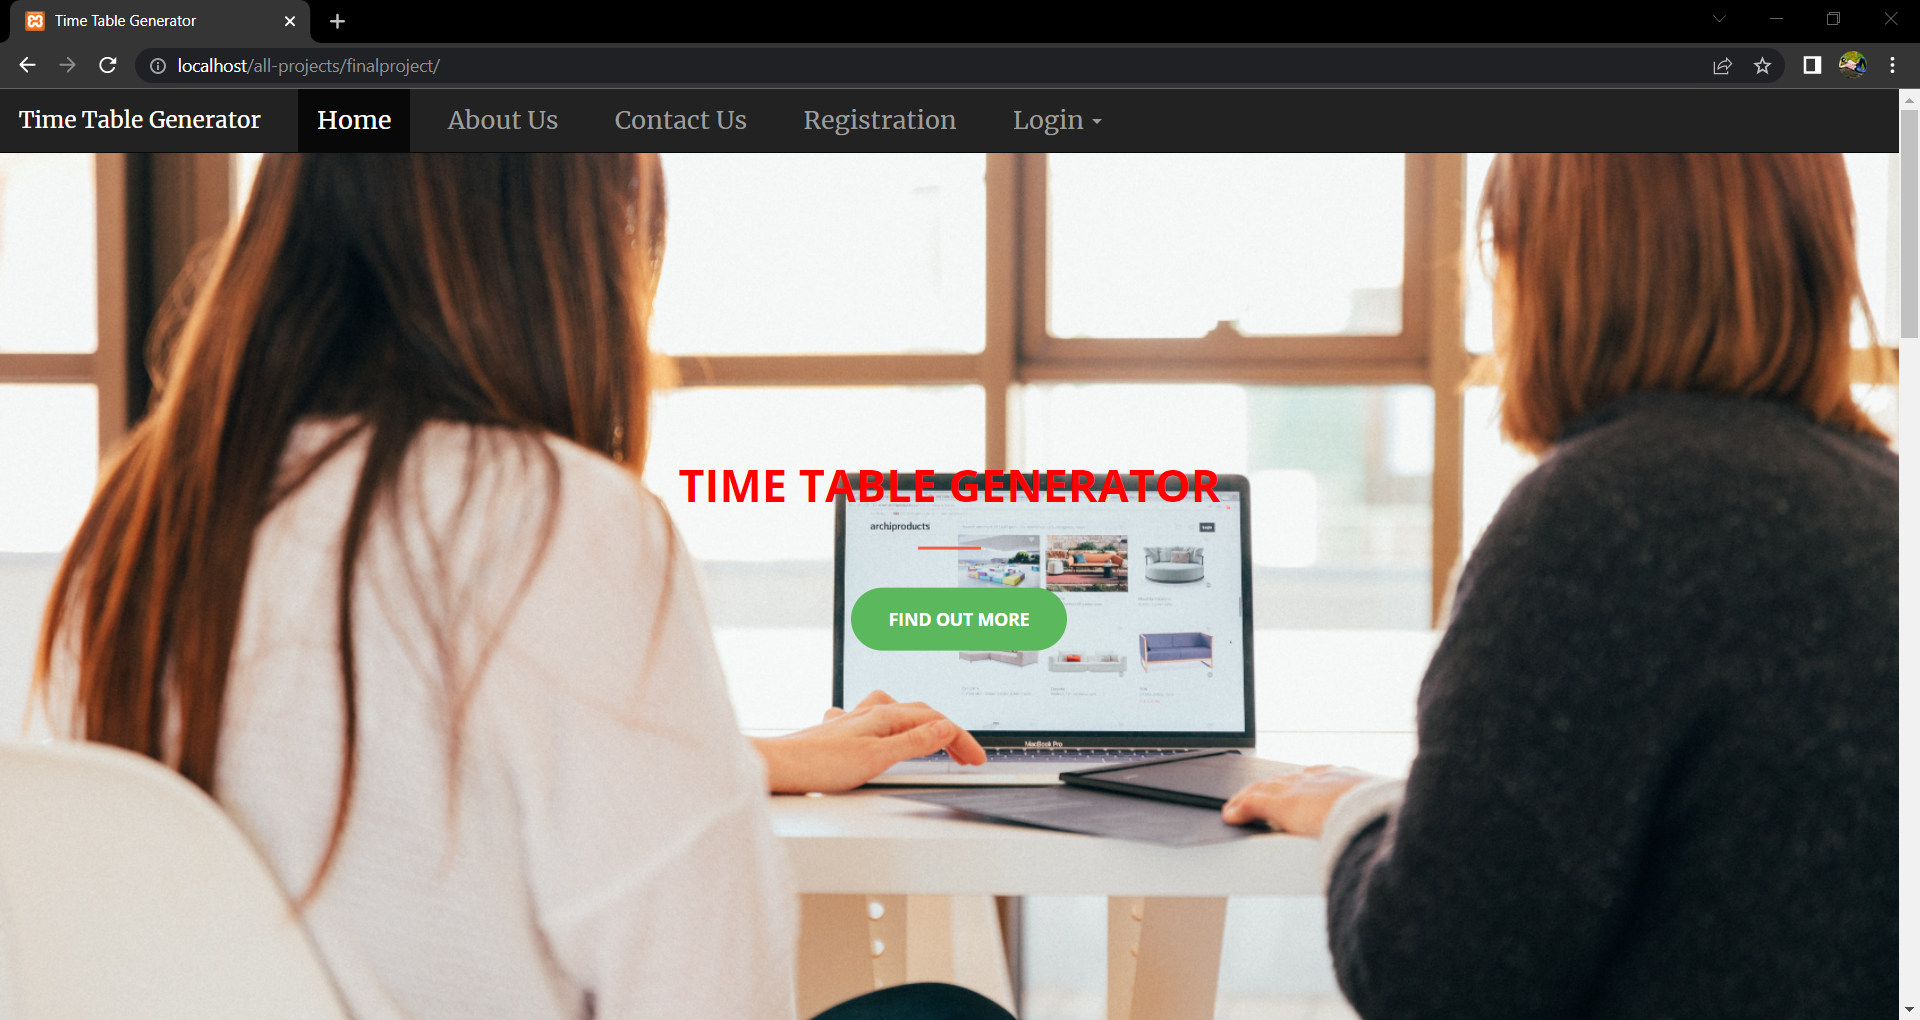 Time Table Generator
localhost/all-projects/finalproject/
Time Table Generator Home About Us Contact Us Registration Login
TIME TABLE GENERATOR
archiproducts
FIND OUT MORE
MacBook Pro